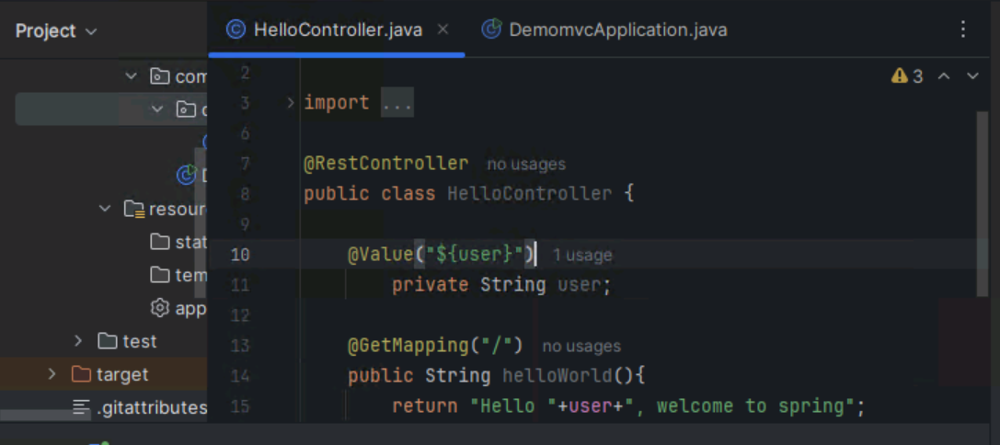 Project
HelloController.java
DemomvcApplication.java
com
resour
stat
tem
app
test
target
.gitattributes
3
2
3 import ...
6
7 @RestController no usages
8 public class HelloController {
9
10 @Value("${user}") 1 usage
11 private String user;
12
13 @GetMapping("/") no usages
14 public String helloWorld(){
15 return "Hello "+user+", welcome to spring";